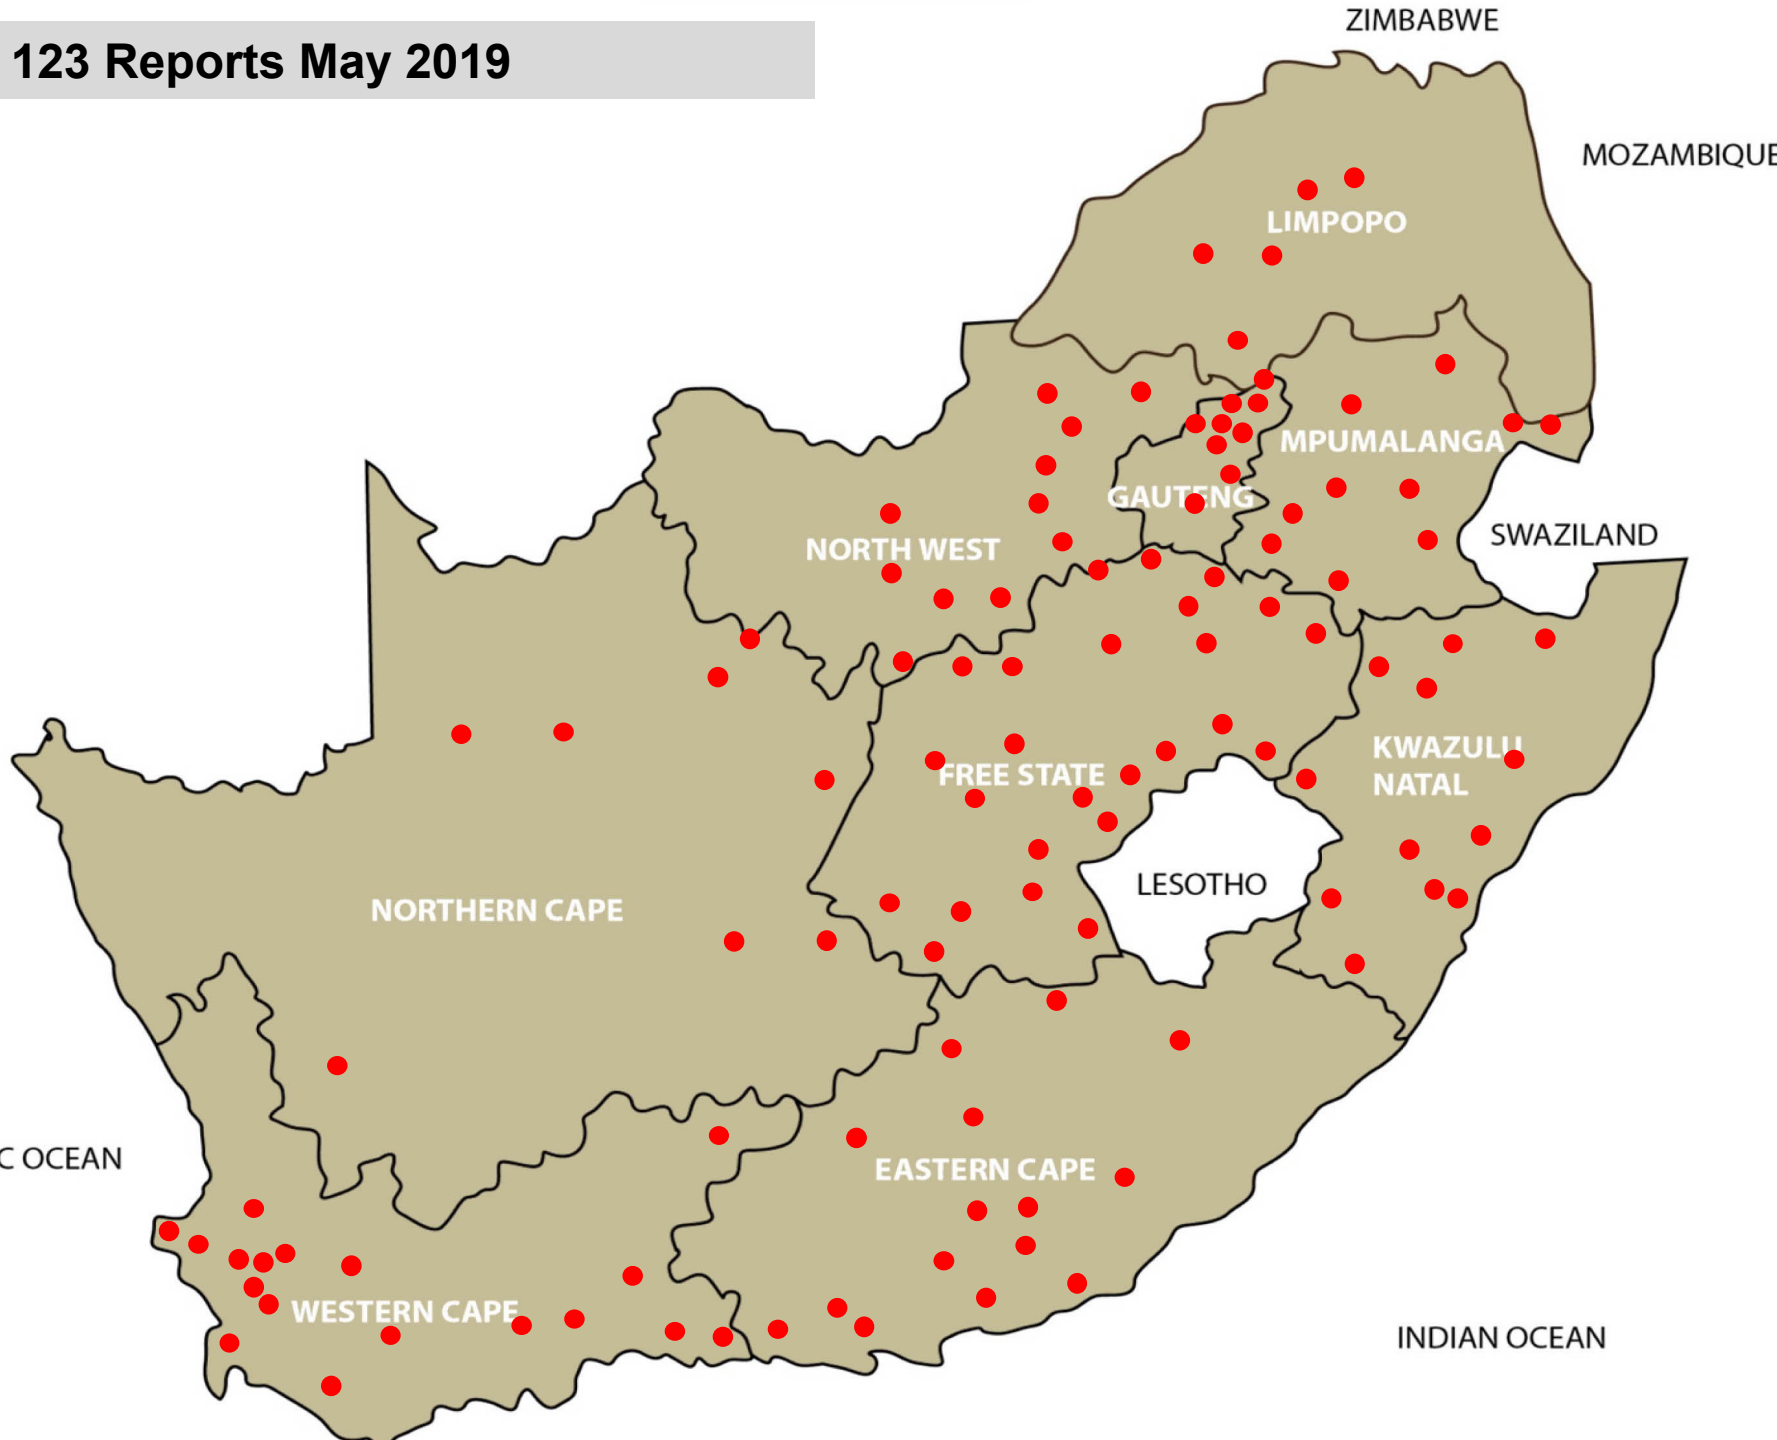 ZIMBABWE
123 Reports May 2019
MOZAMBIQUE
LIMPOPO
MPUMALANGA
GAUTENG
SWAZILAND
NORTH WEST
KWAZULU
NATAL
FREE STATE
LESOTHO
NORTHERN CAPE
C OCEAN
EASTERN CAPE
WESTERN CAPE
INDIAN OCEAN